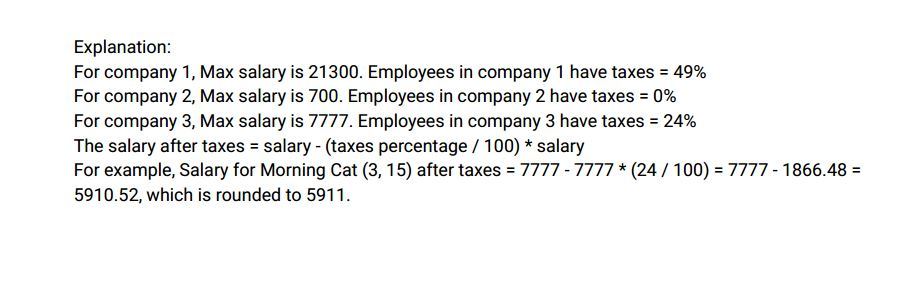 Explanation:
For company 1, Max salary is 21300. Employees in company 1 have taxes = 49%
For company 2, Max salary is 700. Employees in company 2 have taxes = 0%
For company 3, Max salary is 7777. Employees in company 3 have taxes = 24%
The salary after taxes = salary - (taxes percentage / 100) * salary
For example, Salary for Morning Cat (3, 15) after taxes = 7777 - 7777 * (24 / 100) = 7777 - 1866.48 =
5910.52, which is rounded to 5911.